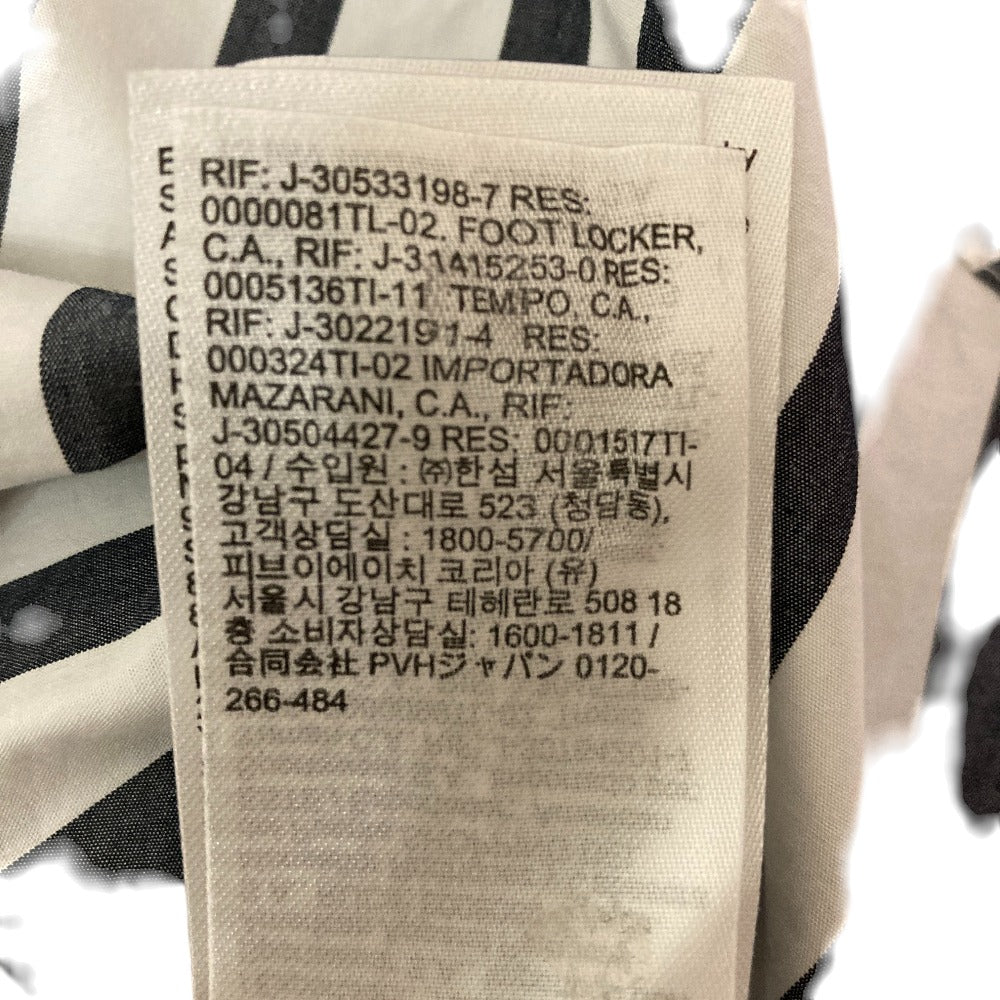 RIF: J-30533198-7 RES:
0000081TL-02. FOOT LOCKER,
C.A., RIF: J-31415253-0 RES:
0005136TI-11 TEMPO, C.A.,
RIF: J-3022191-4 RES:
000324TI-02 IMPORTADORA
MAZARANI, C.A., RIF:
J-30504427-9 RES: 0001517TI-
04 / 수입원 : ㈜한섬 서울특별시
강남구 도산대로 523 (청담동),
고객상담실 : 1800-5700/
피브이에이치 코리아 (유)
서울시 강남구 테헤란로 508 18
층 소비자상담실: 1600-1811 /
合同会社 PVHジャパン 0120-
266-484